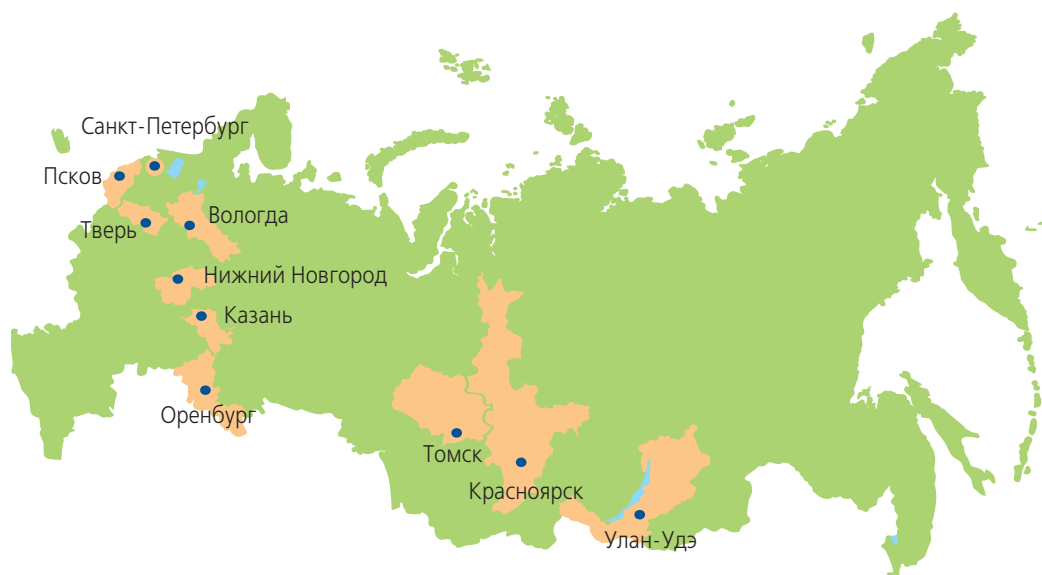 Санкт-Петербург
Псков
Вологда
Тверь
Нижний Новгород
Казань
Оренбург
Томск
Красноярск
Улан-Удэ